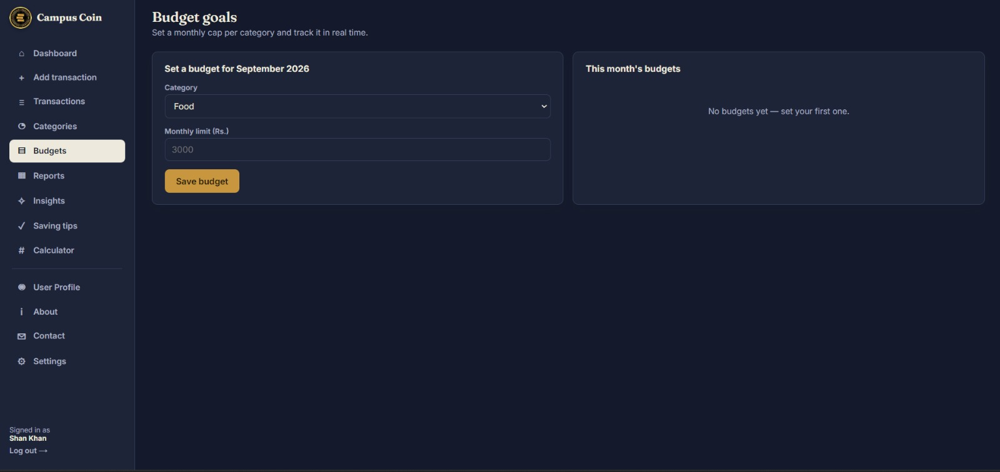 Campus Coin
Dashboard
+ Add transaction
Transactions
Categories
Budgets
Reports
Insights
Saving tips
# Calculator
User Profile
i About
Contact
Settings
Signed in as
Shan Khan
Log out →
Budget goals
Set a monthly cap per category and track it in real time.
Set a budget for September 2026
Category
Food
Monthly limit (Rs.)
3000
Save budget
This month's budgets
No budgets yet — set your first one.